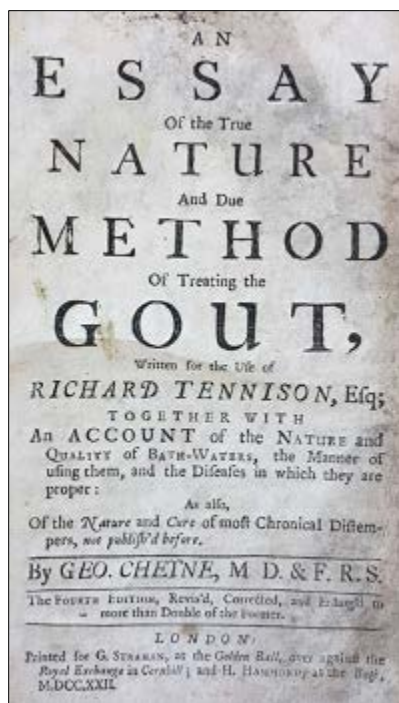 AN
ESSAY
Of the True
NATURE
And Due
METHOD
Of Treating the
GOUT,
Written for the Uſe of
RICHARD TENNISON, Eſq;
TOGETHER WITH
An ACCOUNT of the NATURE and
QUALITY of BATH-WATERS, the Manner of
uſing them, and the Diſeaſes in which they are
proper:
As alſo,
Of the Nature and Cure of moſt Chronical Diſtem-
pers, not publiſh'd before.
By GEO. CHEYNE, M D. & F. R. S.
The FOURTH EDITION, Revis'd, Corrected, and Enlarg'd to
more than Double of the Former.
LONDON:
Printed for G. STRAHAN, at the Golden Ball, over againſt the
Royal Exchange in Cornhill; and H. HAMMOND, at the
M.DCC.XXII.